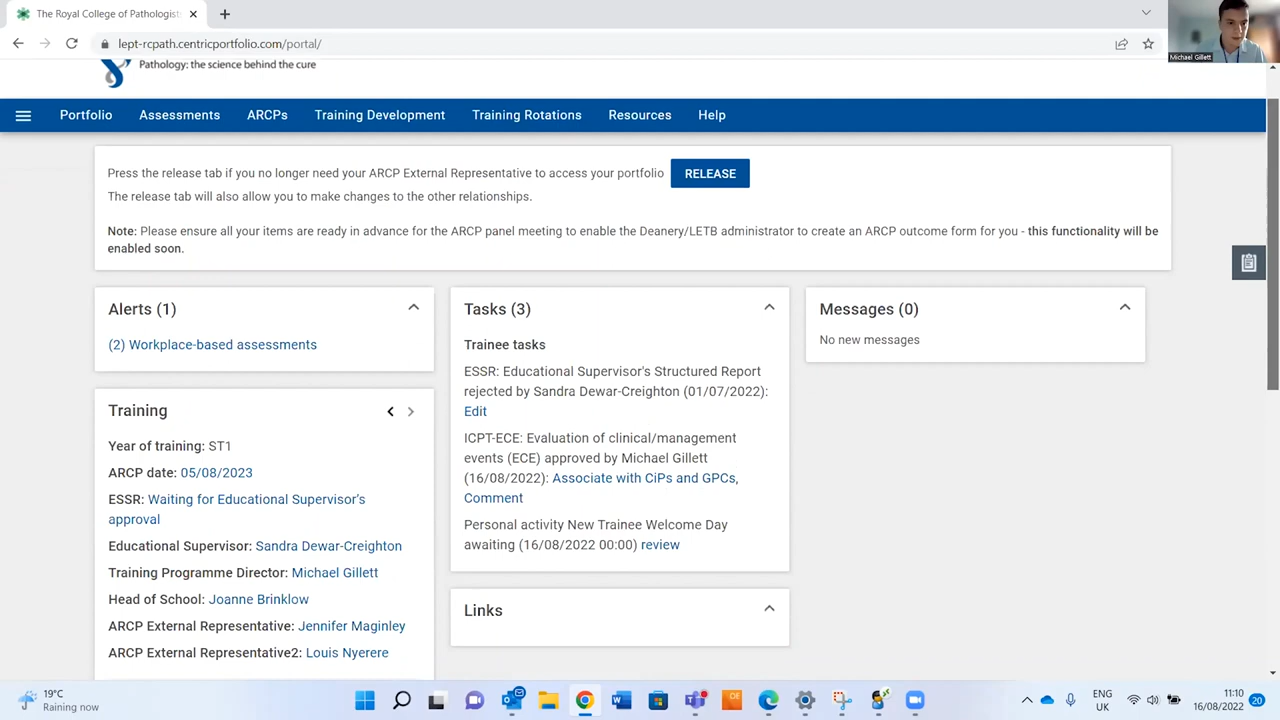 The Royal College of Pathologist
lept-rcpath.centricportfolio.com/portal/
Michael Gillett
Pathology: the science behind the cure
Portfolio
Assessments
ARCPs
Training Development
Training Rotations
Resources
Help
Press the release tab if you no longer need your ARCP External Representative to access your portfolio
RELEASE
The release tab will also allow you to make changes to the other relationships.
Note: Please ensure all your items are ready in advance for the ARCP panel meeting to enable the Deanery/LETB administrator to create an ARCP outcome form for you - this functionality will be
enabled soon.
Alerts (1)
(2) Workplace-based assessments
Training
Year of training: ST1
ARCP date: 05/08/2023
ESSR: Waiting for Educational Supervisor's
approval
Educational Supervisor: Sandra Dewar-Creighton
Training Programme Director: Michael Gillett
Head of School: Joanne Brinklow
ARCP External Representative: Jennifer Maginley
ARCP External Representative2: Louis Nyerere
Tasks (3)
Trainee tasks
ESSR: Educational Supervisor's Structured Report
rejected by Sandra Dewar-Creighton (01/07/2022):
Edit
ICPT-ECE: Evaluation of clinical/management
events (ECE) approved by Michael Gillett
(16/08/2022): Associate with CiPs and GPCs,
Comment
Personal activity New Trainee Welcome Day
awaiting (16/08/2022 00:00) review
Links
Messages (0)
No new messages
19°C
Raining now
OE
ENG
UK
11:10
16/08/2022
20